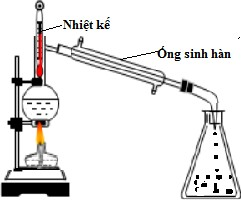 Nhiệt kế
Ống sinh hàn